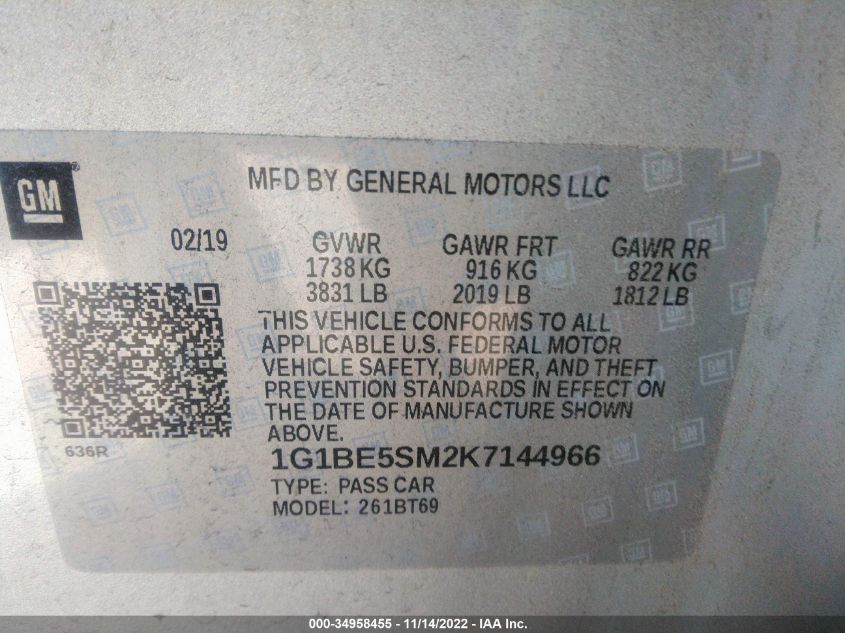 GM
MFD BY GENERAL MOTORS LLC
02/19 GVWR GAWR FRT GAWR RR
1738 KG 916 KG 822 KG
3831 LB 2019 LB 1812 LB
THIS VEHICLE CONFORMS TO ALL
APPLICABLE U.S. FEDERAL MOTOR
VEHICLE SAFETY, BUMPER, AND THEFT
PREVENTION STANDARDS IN EFFECT ON
THE DATE OF MANUFACTURE SHOWN
ABOVE.
636R
1G1BE5SM2K7144966
TYPE: PASS CAR
MODEL: 261BT69
000-34958455 - 11/14/2022 - IAA Inc.